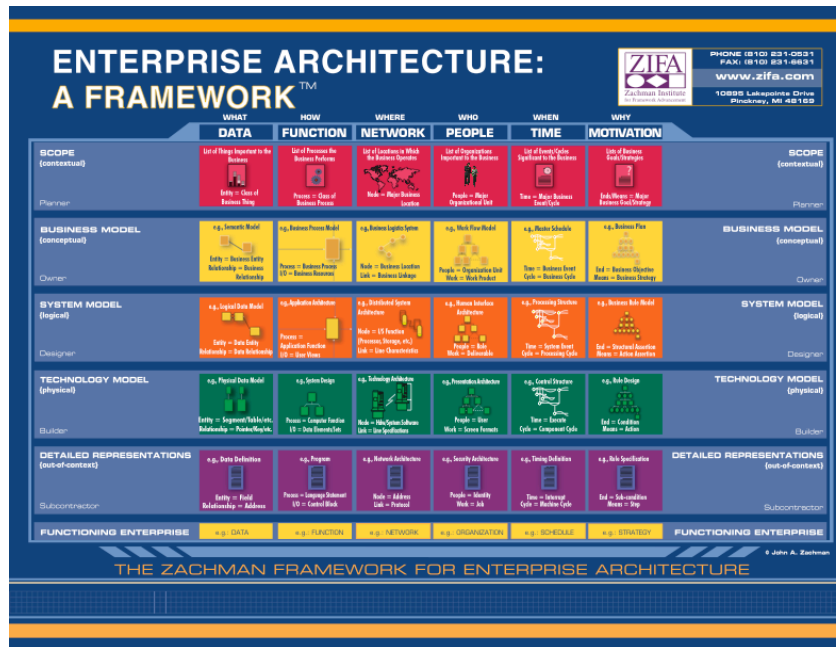 ENTERPRISE ARCHITECTURE:
A FRAMEWORK™
ZIFA
Zachman Institute
for Framework Advancement
PHONE (810) 231-0531
FAX: (810) 231-6631
www.zifa.com
10895 Lakepointe Drive
Pinckney, MI 48169
WHAT HOW WHERE WHO WHEN WHY
DATA FUNCTION NETWORK PEOPLE TIME MOTIVATION
SCOPE
(contextual)
Planner
List of Things Important to the
Business
Entity = Class of
Business Thing
List of Processes the
Business Performs
Process = Class of
Business Process
List of Locations in Which
the Business Operates
Node = Major Business
Location
List of Organizations
Important to the Business
People = Major
Organizational Unit
List of Events/Cycles
Significant to the Business
Time = Major Business
Event/Cycle
Lists of Business
Goals/Strategies
Ends/Means = Major
Business Goal/Strategy
SCOPE
(contextual)
Planner
BUSINESS MODEL
(conceptual)
Owner
e.g., Semantic Model
Entity = Business Entity
Relationship = Business
Relationship
e.g., Business Process Model
Process = Business Process
I/O = Business Resources
e.g., Business Logistics System
Node = Business Location
Link = Business Linkage
e.g., Work Flow Model
People = Organization Unit
Work = Work Product
e.g., Master Schedule
Time = Business Event
Cycle = Business Cycle
e.g., Business Plan
End = Business Objective
Means = Business Strategy
BUSINESS MODEL
(conceptual)
Owner
SYSTEM MODEL
(logical)
Designer
e.g., Logical Data Model
Entity = Data Entity
Relationship = Data Relationship
e.g., Application Architecture
Process =
Application Function
I/O = User Views
e.g., Distributed System
Architecture
Node = I/S Function
(Processes, Storage, etc.)
Link = Line Characteristics
e.g., Human Interface
Architecture
People = Role
Work = Deliverable
e.g., Processing Structure
Time = System Event
Cycle = Processing Cycle
e.g., Business Rule Model
End = Structural Assertion
Means = Action Assertion
SYSTEM MODEL
(logical)
Designer
TECHNOLOGY MODEL
(physical)
Builder
e.g., Physical Data Model
Entity = Segment/Table/etc.
Relationship = Pointer/Key/etc.
e.g., System Design
Process = Computer Function
I/O = Data Elements/Sets
e.g., Technology Architecture
Node = Hdw/System Software
Link = Line Specifications
e.g., Presentation Architecture
People = User
Work = Screen Formats
e.g., Control Structure
Time = Execute
Cycle = Component Cycle
e.g., Rule Design
End = Condition
Means = Action
TECHNOLOGY MODEL
(physical)
Builder
DETAILED REPRESENTATIONS
(out-of-context)
Subcontractor
e.g., Data Definition
Entity = Field
Relationship = Address
e.g., Program
Process = Language Statement
I/O = Control Block
e.g., Network Architecture
Node = Address
Link = Protocol
e.g., Security Architecture
People = Identity
Work = Job
e.g., Timing Definition
Time = Interrupt
Cycle = Machine Cycle
e.g., Rule Specification
End = Sub-condition
Means = Step
DETAILED REPRESENTATIONS
(out-of-context)
Subcontractor
FUNCTIONING ENTERPRISE
e.g.: DATA
e.g.: FUNCTION
e.g.: NETWORK
e.g.: ORGANIZATION
e.g.: SCHEDULE
e.g.: STRATEGY
FUNCTIONING ENTERPRISE
© John A. Zachman
THE ZACHMAN FRAMEWORK FOR ENTERPRISE ARCHITECTURE